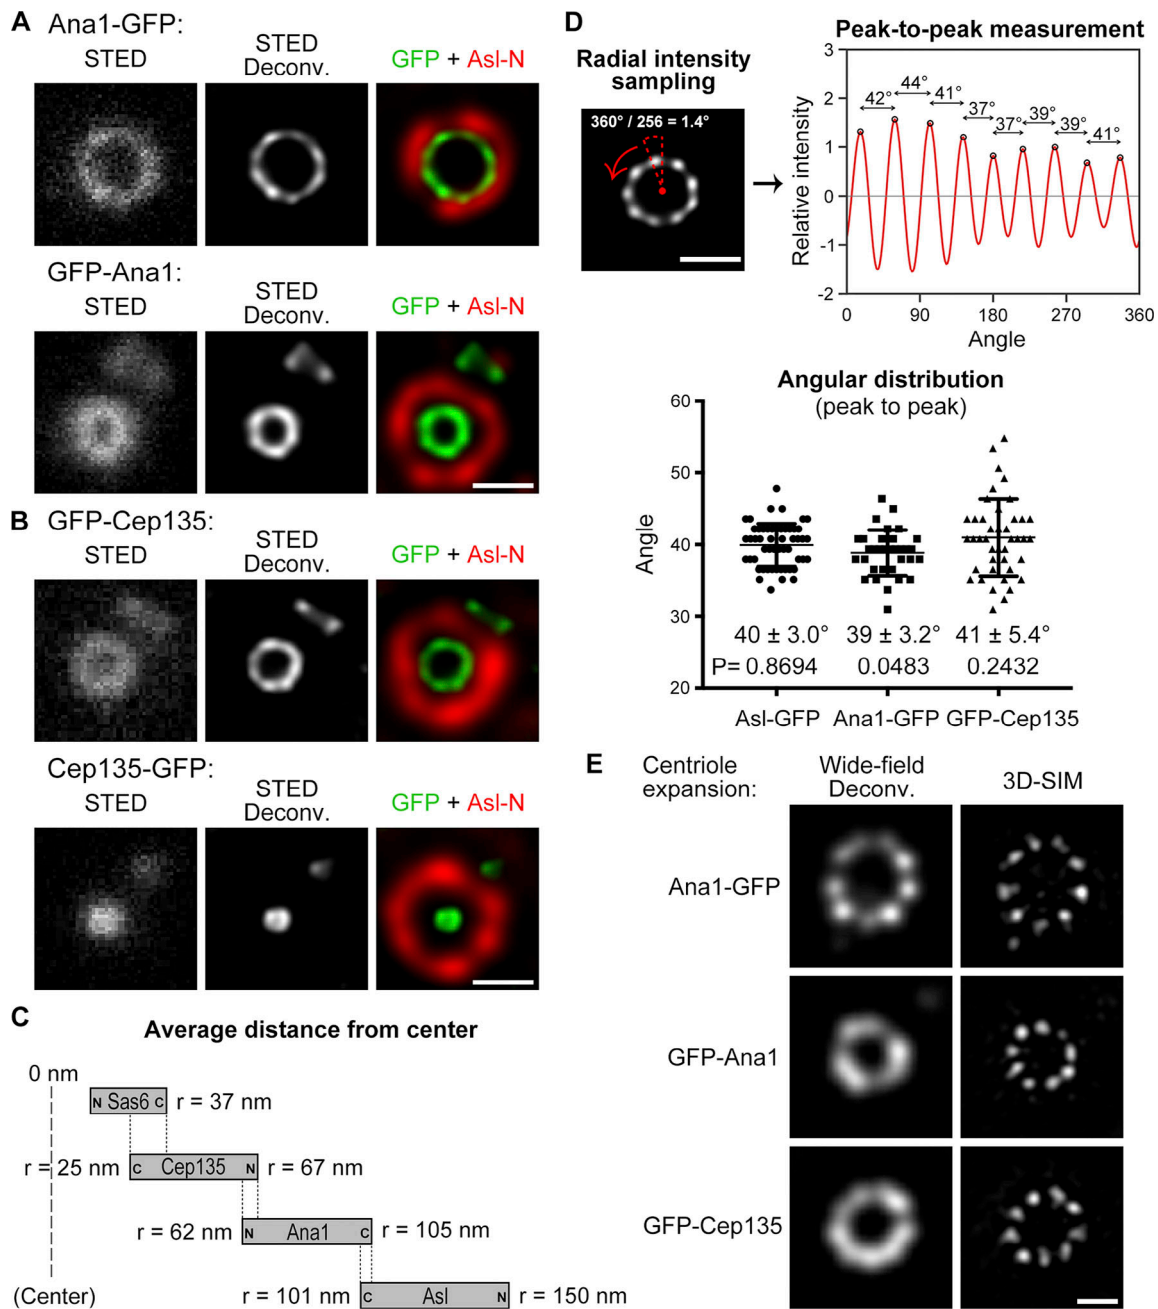 A
Ana1-GFP:
STED
STED
Deconv.
GFP + Asl-N
GFP-Ana1:
STED
STED
Deconv.
GFP + Asl-N
B
GFP-Cep135:
STED
STED
Deconv.
GFP + Asl-N
Cep135-GFP:
STED
STED
Deconv.
GFP + Asl-N
C
Average distance from center
0 nm
N Sas6 C r = 37 nm
r = 25 nm C Cep135 N r = 67 nm
r = 62 nm N Ana1 C r = 105 nm
(Center) r = 101 nm C Asl N r = 150 nm
D
Radial intensity
sampling
360° / 256 = 1.4°
Peak-to-peak measurement
Relative intensity
3
2
1
0
-1
-2
42° 44° 41° 37° 37° 39° 39° 41°
0 90 180 270 360
Angle
Angular distribution
(peak to peak)
Angle
60
50
40
30
20
40 ± 3.0° 39 ± 3.2° 41 ± 5.4°
P= 0.8694 0.0483 0.2432
Asl-GFP Ana1-GFP GFP-Cep135
E
Centriole
expansion:
Wide-field
Deconv.
3D-SIM
Ana1-GFP
GFP-Ana1
GFP-Cep135